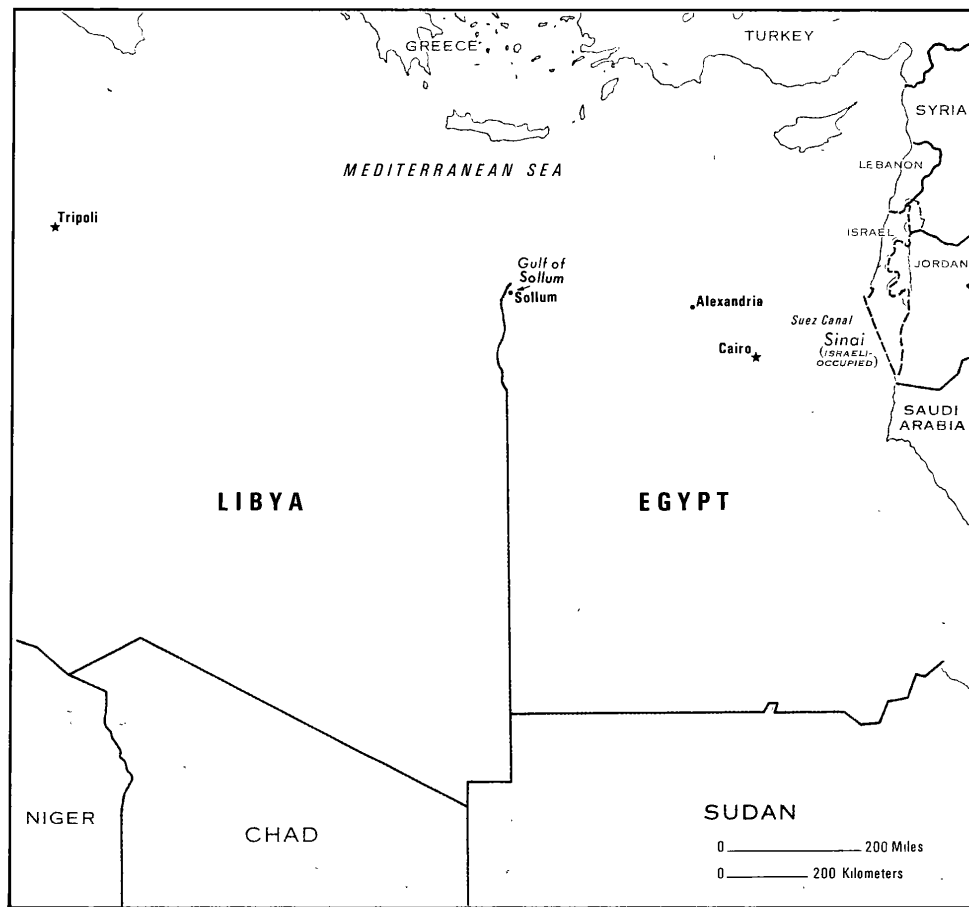 GREECE
TURKEY
SYRIA
MEDITERRANEAN SEA
LEBANON
Tripoli
ISRAEL
JORDAN
Gulf of
Sollum
Sollum
Alexandria
Suez Canal
Sinai
(ISRAELI-
OCCUPIED)
Cairo
SAUDI
ARABIA
LIBYA
EGYPT
NIGER
CHAD
SUDAN
0 200 Miles
0 200 Kilometers